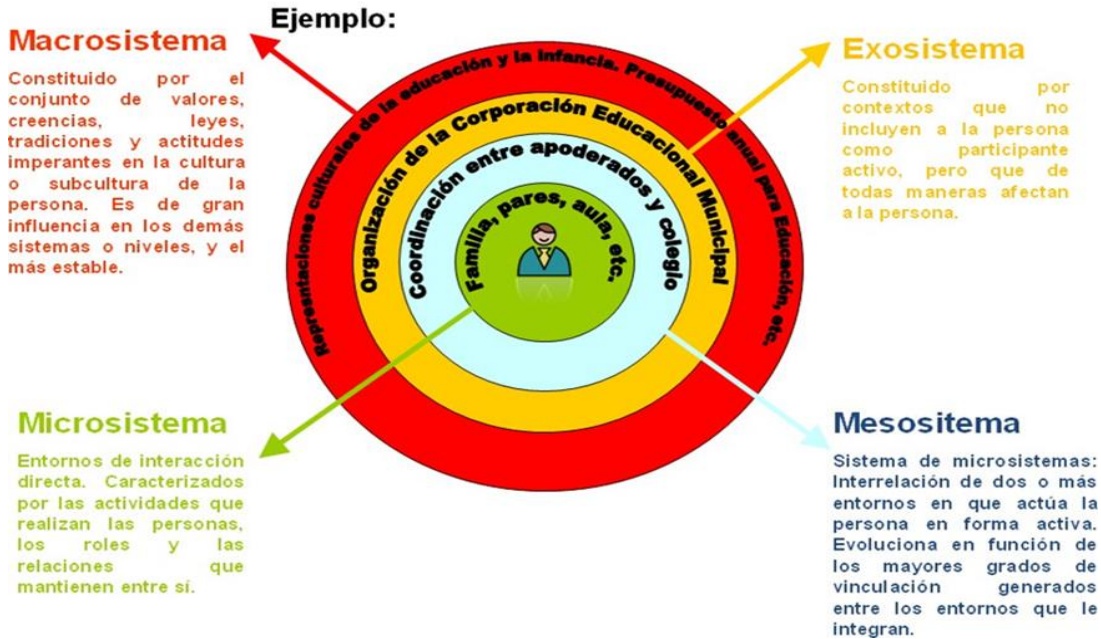 Ejemplo:
Macrosistema
Constituido por el
conjunto de valores,
creencias, leyes,
tradiciones y actitudes
imperantes en la cultura
o subcultura de la
persona. Es de gran
influencia en los demás
sistemas o niveles, y el
más estable.
Exosistema
Constituido por
contextos que no
incluyen a la persona
como participante
activo, pero que de
todas maneras afectan
a la persona.
Representaciones culturales de la educación y la infancia. Presupuesto anual para Educación, etc.
Organización de la Corporación Educacional Municipal
Coordinación entre apoderados y colegio
Familia, pares, aula, etc.
Microsistema
Entornos de interacción
directa. Caracterizados
por las actividades que
realizan las personas,
los roles y las
relaciones que
mantienen entre sí.
Mesositema
Sistema de microsistemas:
Interrelación de dos o más
entornos en que actúa la
persona en forma activa.
Evoluciona en función de
los mayores grados de
vinculación generados
entre los entornos que le
integran.